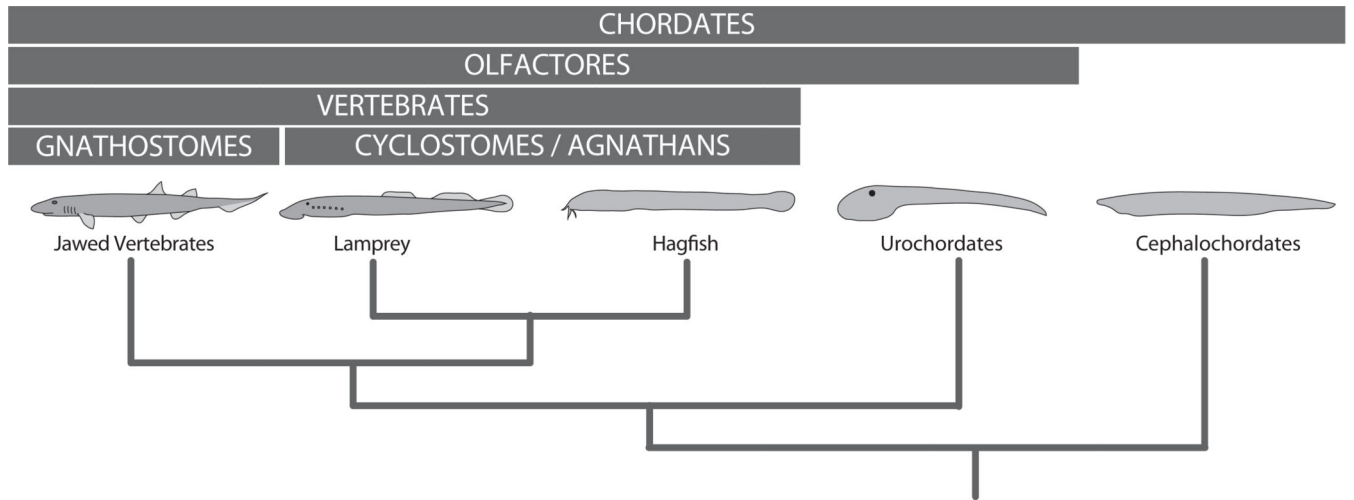 CHORDATES
OLFACTORES
VERTEBRATES
GNATHOSTOMES
CYCLOSTOMES / AGNATHANS
Jawed Vertebrates
Lamprey
Hagfish
Urochordates
Cephalochordates